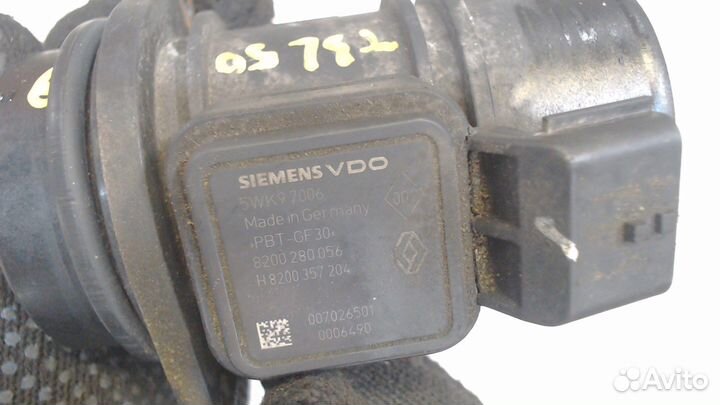 05782
SIEMENS VDO
5WK9 7006
Made in Germany
›PBT-GF30‹
8200 280 056
H 8200 357 204
007026501
0006490
Avito